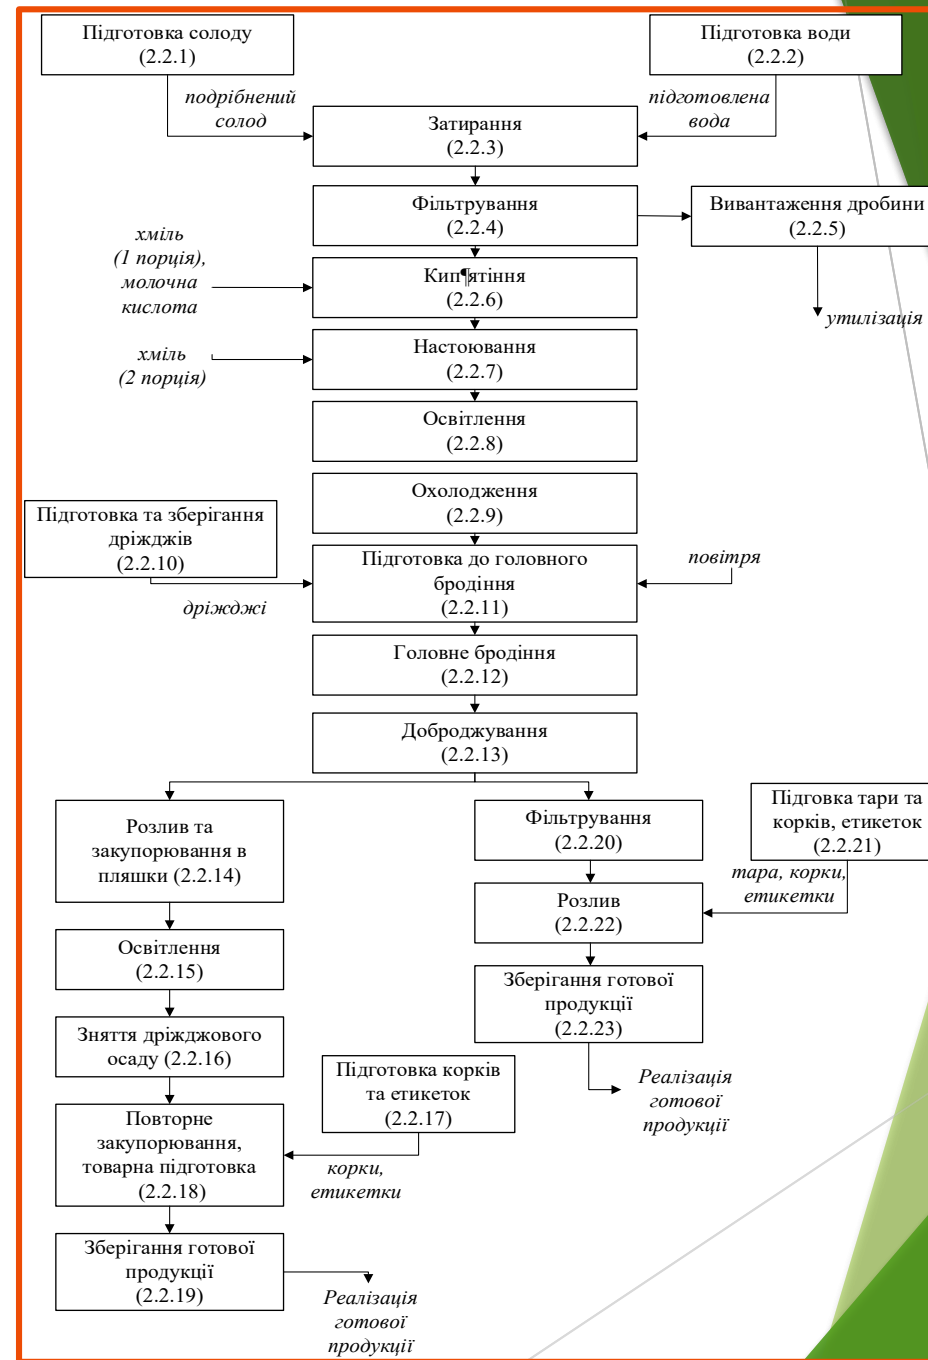 Підготовка солоду
(2.2.1)
Підготовка води
(2.2.2)
подрібнений
солод
підготовлена
вода
Затирання
(2.2.3)
Фільтрування
(2.2.4)
Вивантаження дробини
(2.2.5)
утилізація
хміль
(1 порція),
молочна
кислота
Кип¶ятіння
(2.2.6)
хміль
(2 порція)
Настоювання
(2.2.7)
Освітлення
(2.2.8)
Охолодження
(2.2.9)
Підготовка та зберігання
дріжджів
(2.2.10)
дріжджі
Підготовка до головного
бродіння
(2.2.11)
повітря
Головне бродіння
(2.2.12)
Доброджування
(2.2.13)
Розлив та
закупорювання в
пляшки (2.2.14)
Фільтрування
(2.2.20)
Підговка тари та
корків, етикеток
(2.2.21)
тара, корки,
етикетки
Розлив
(2.2.22)
Освітлення
(2.2.15)
Зберігання готової
продукції
(2.2.23)
Реалізація
готової
продукції
Зняття дріжджового
осаду (2.2.16)
Підготовка корків
та етикеток
(2.2.17)
корки,
етикетки
Повторне
закупорювання,
товарна підготовка
(2.2.18)
Зберігання готової
продукції
(2.2.19)
Реалізація
готової
продукції